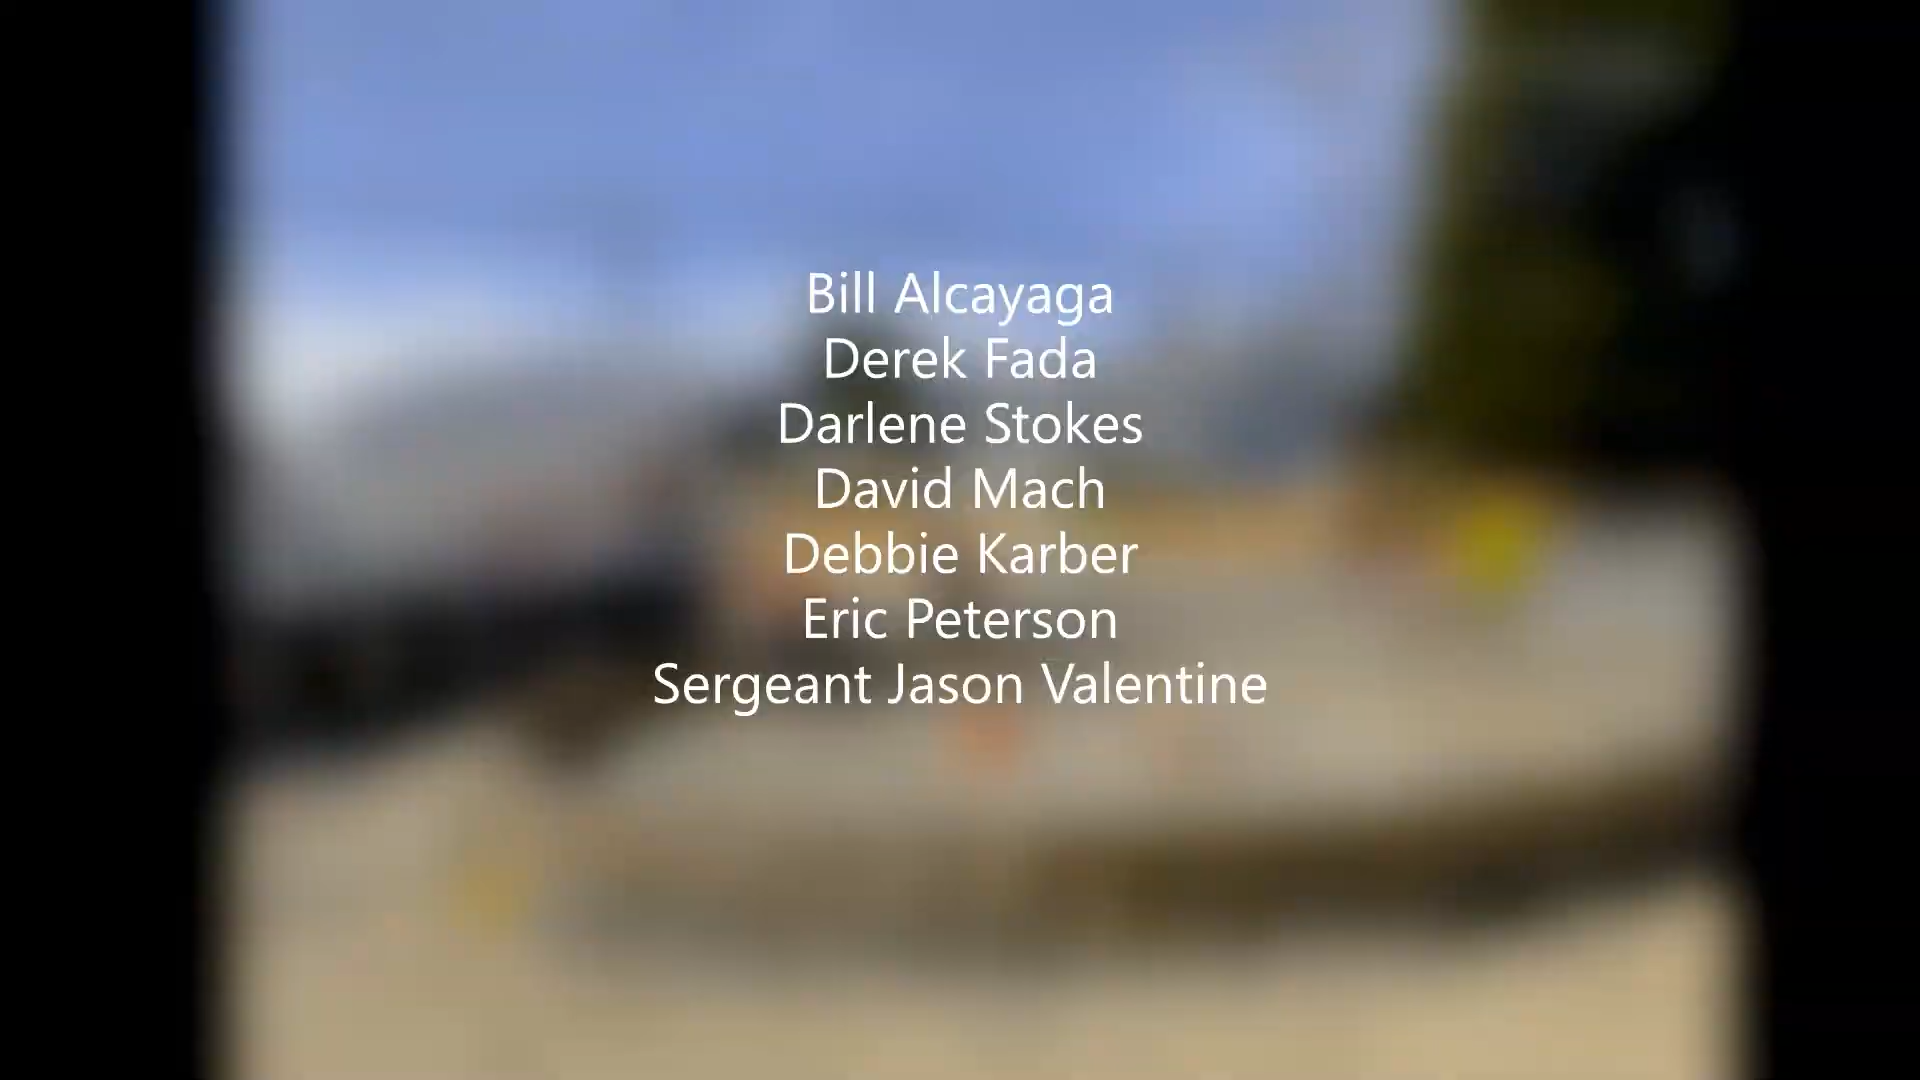 Bill Alcayaga
Derek Fada
Darlene Stokes
David Mach
Debbie Karber
Eric Peterson
Sergeant Jason Valentine